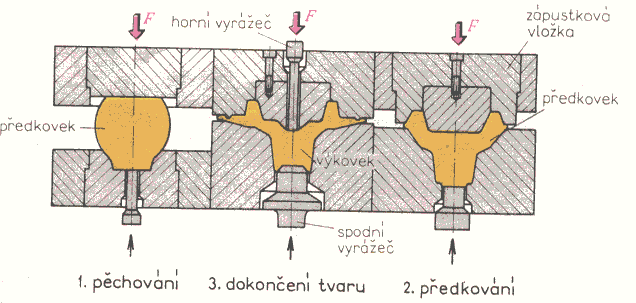 F
horní vyrážeč
F
F
zápustková
vložka
předkovek
předkovek
výkovek
spodní
vyrážeč
1. pěchování
3. dokončení tvaru
2. předkování